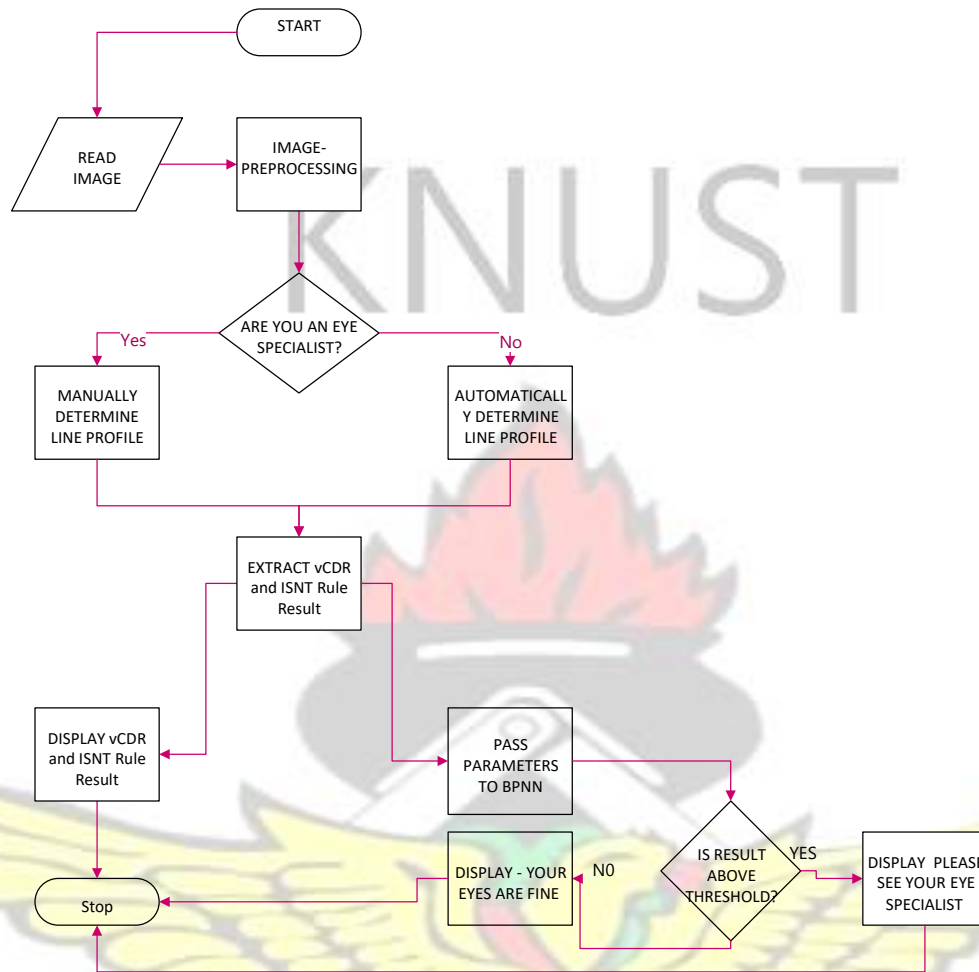 START
READ
IMAGE
IMAGE-
PREPROCESSING
KNUST
ARE YOU AN EYE
SPECIALIST?
Yes
No
MANUALLY
DETERMINE
LINE PROFILE
AUTOMATICALL
Y DETERMINE
LINE PROFILE
EXTRACT vCDR
and ISNT Rule
Result
DISPLAY vCDR
and ISNT Rule
Result
PASS
PARAMETERS
TO BPNN
IS RESULT
ABOVE
THRESHOLD?
YES
N0
DISPLAY PLEASE
SEE YOUR EYE
SPECIALIST
DISPLAY - YOUR
EYES ARE FINE
Stop